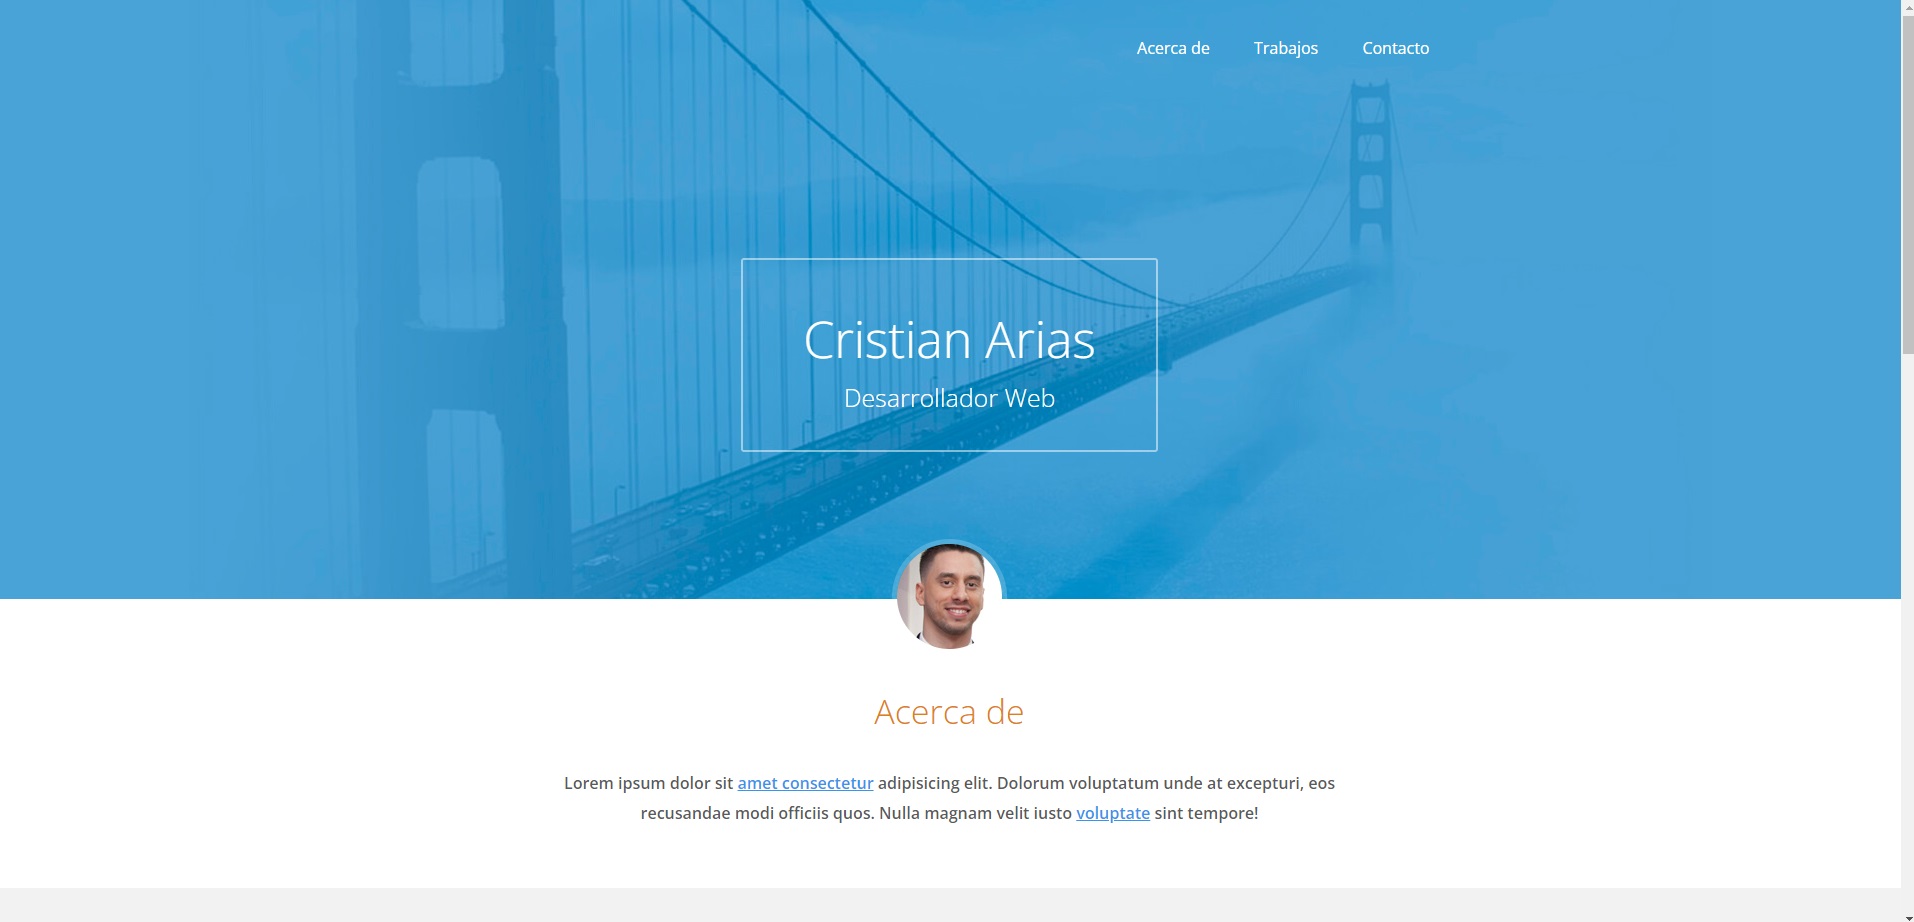 Acerca de Trabajos Contacto
Cristian Arias
Desarrollador Web
Acerca de
Lorem ipsum dolor sit amet consectetur adipisicing elit. Dolorum voluptatum unde at excepturi, eos
recusandae modi officiis quos. Nulla magnam velit iusto voluptate sint tempore!